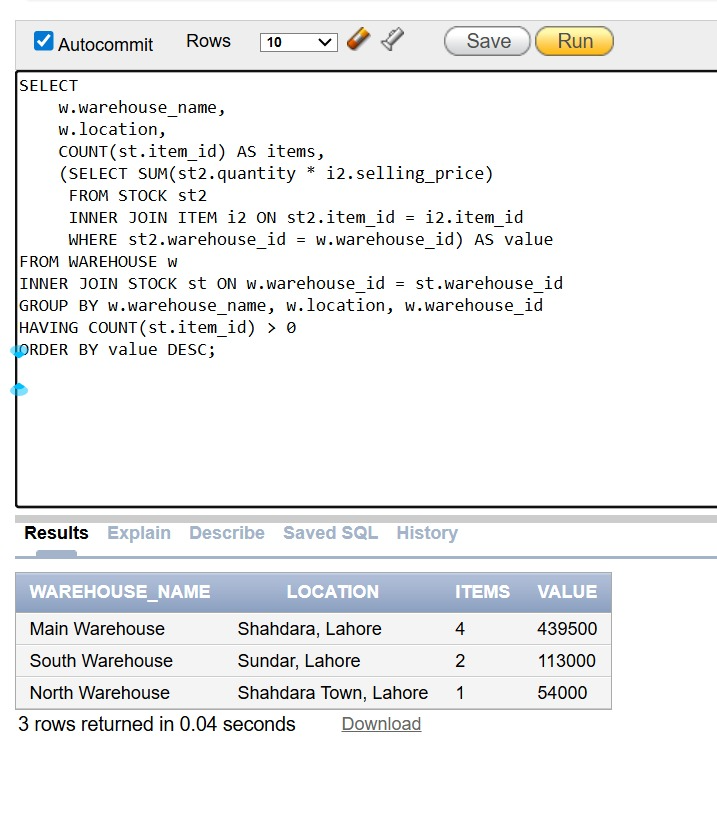 Autocommit Rows 10 Save Run
SELECT
    w.warehouse_name,
    w.location,
    COUNT(st.item_id) AS items,
    (SELECT SUM(st2.quantity * i2.selling_price)
     FROM STOCK st2
     INNER JOIN ITEM i2 ON st2.item_id = i2.item_id
     WHERE st2.warehouse_id = w.warehouse_id) AS value
FROM WAREHOUSE w
INNER JOIN STOCK st ON w.warehouse_id = st.warehouse_id
GROUP BY w.warehouse_name, w.location, w.warehouse_id
HAVING COUNT(st.item_id) > 0
ORDER BY value DESC;
Results Explain Describe Saved SQL History
WAREHOUSE_NAME LOCATION ITEMS VALUE
Main Warehouse Shahdara, Lahore 4 439500
South Warehouse Sundar, Lahore 2 113000
North Warehouse Shahdara Town, Lahore 1 54000
3 rows returned in 0.04 seconds Download